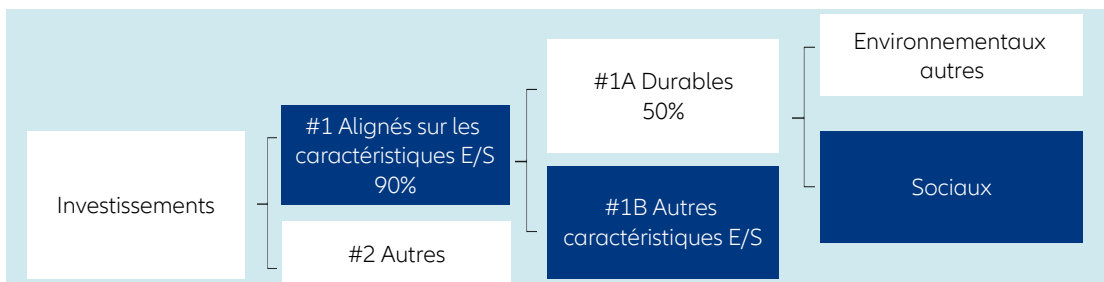 Investissements
#1 Alignés sur les
caractéristiques E/S
90%
#2 Autres
#1A Durables
50%
#1B Autres
caractéristiques E/S
Environnementaux
autres
Sociaux